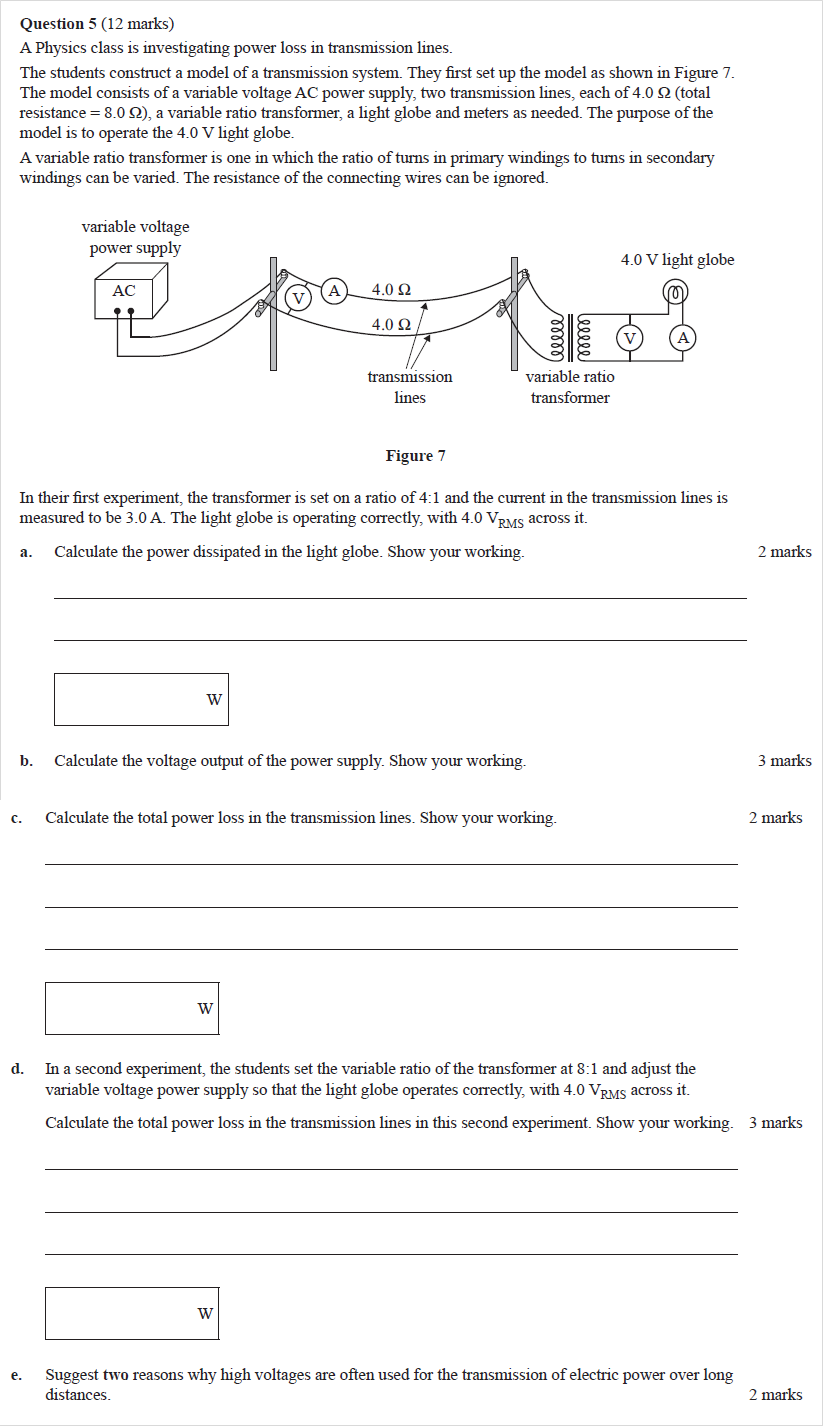 Question 5 (12 marks)
A Physics class is investigating power loss in transmission lines.
The students construct a model of a transmission system. They first set up the model as shown in Figure 7.
The model consists of a variable voltage AC power supply, two transmission lines, each of 4.0 Ω (total
resistance = 8.0 Ω), a variable ratio transformer, a light globe and meters as needed. The purpose of the
model is to operate the 4.0 V light globe.
A variable ratio transformer is one in which the ratio of turns in primary windings to turns in secondary
windings can be varied. The resistance of the connecting wires can be ignored.
variable voltage
power supply
4.0 V light globe
AC
V
A
4.0 Ω
4.0 Ω
V
A
transmission
lines
variable ratio
transformer
Figure 7
In their first experiment, the transformer is set on a ratio of 4:1 and the current in the transmission lines is
measured to be 3.0 A. The light globe is operating correctly, with 4.0 VRMS across it.
a. Calculate the power dissipated in the light globe. Show your working. 2 marks
W
b. Calculate the voltage output of the power supply. Show your working. 3 marks
c. Calculate the total power loss in the transmission lines. Show your working. 2 marks
W
d. In a second experiment, the students set the variable ratio of the transformer at 8:1 and adjust the
variable voltage power supply so that the light globe operates correctly, with 4.0 VRMS across it.
Calculate the total power loss in the transmission lines in this second experiment. Show your working. 3 marks
W
e. Suggest two reasons why high voltages are often used for the transmission of electric power over long
distances. 2 marks